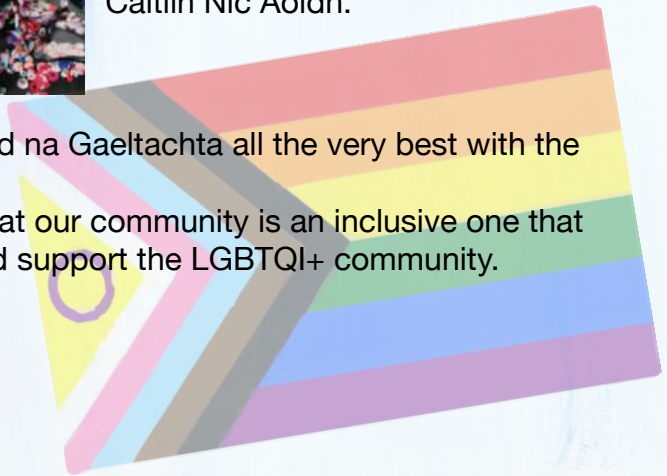 Caitlín Nic Aoidh.
d na Gaeltachta all the very best with the
at our community is an inclusive one that
d support the LGBTQI+ community.